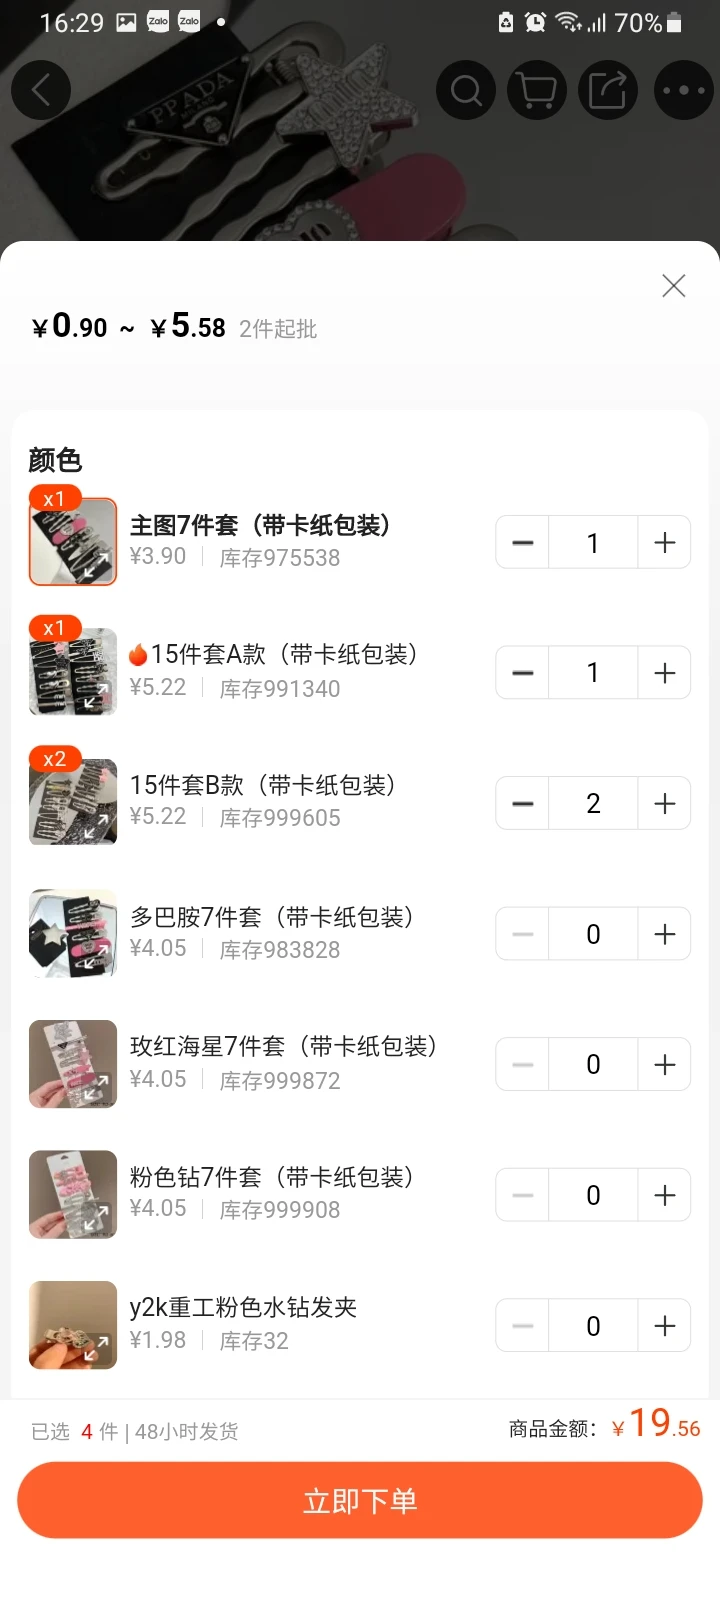 16:29 Zalo Zalo 70%
PPADA
MILANO
¥0.90 ~ ¥5.58 2件起批
颜色
x1
主图7件套（带卡纸包装）
¥3.90 库存975538
1
x1
🔥15件套A款（带卡纸包装）
¥5.22 库存991340
1
x2
15件套B款（带卡纸包装）
¥5.22 库存999605
2
多巴胺7件套（带卡纸包装）
¥4.05 库存983828
0
玫红海星7件套（带卡纸包装）
¥4.05 库存999872
0
粉色钻7件套（带卡纸包装）
¥4.05 库存999908
0
y2k重工粉色水钻发夹
¥1.98 库存32
0
已选 4 件 | 48小时发货
商品金额：¥19.56
立即下单